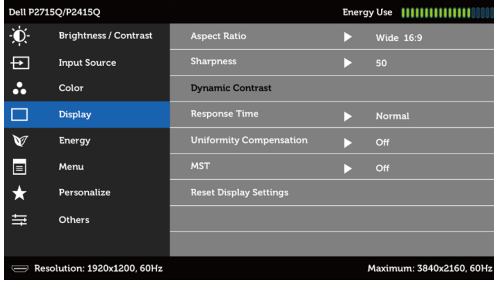 Dell P2715Q/P2415Q Energy Use
Brightness / Contrast Aspect Ratio Wide 16:9
Input Source Sharpness 50
Color Dynamic Contrast
Display Response Time Normal
Energy Uniformity Compensation Off
Menu MST Off
Personalize Reset Display Settings
Others
Resolution: 1920x1200, 60Hz Maximum: 3840x2160, 60Hz